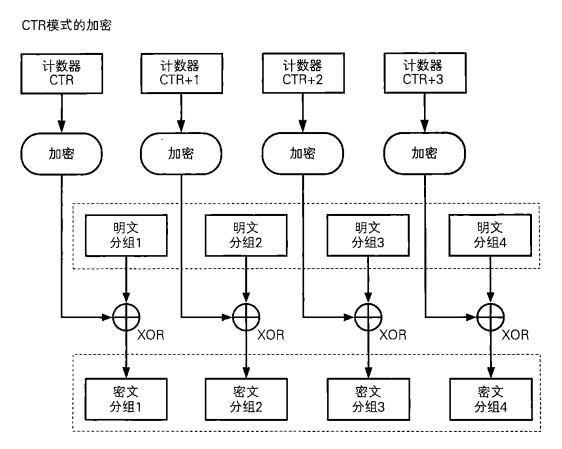 CTR模式的加密
计数器
CTR
计数器
CTR+1
计数器
CTR+2
计数器
CTR+3
加密
加密
加密
加密
明文
分组1
明文
分组2
明文
分组3
明文
分组4
XOR
XOR
XOR
XOR
密文
分组1
密文
分组2
密文
分组3
密文
分组4